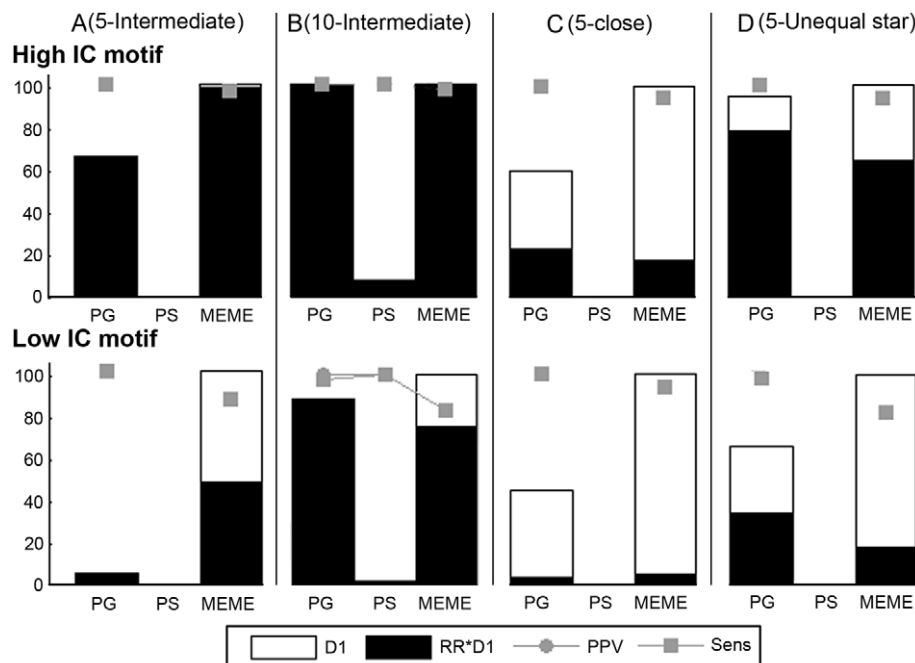 A(5-Intermediate) B(10-Intermediate) C(5-close) D(5-Unequal star)
High IC motif
100
80
60
40
20
0
PG PS MEME PG PS MEME PG PS MEME PG PS MEME
Low IC motif
100
80
60
40
20
0
PG PS MEME PG PS MEME PG PS MEME PG PS MEME
D1 RR*D1 PPV Sens